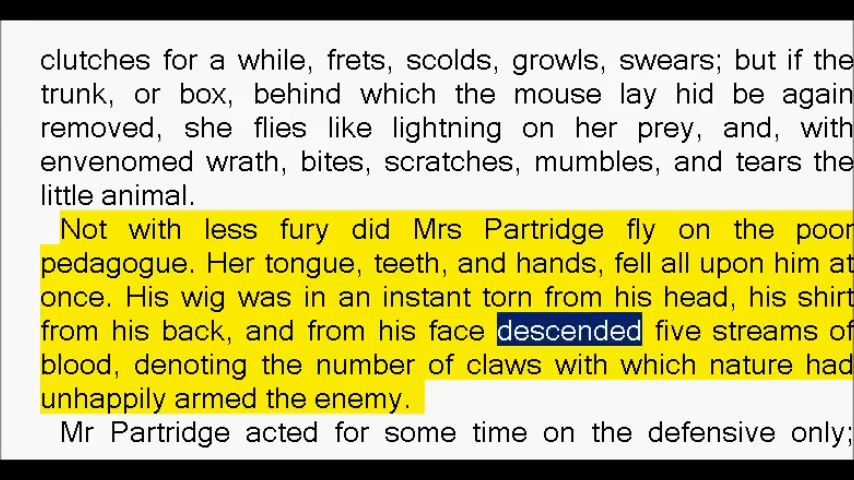 clutches for a while, frets, scolds, growls, swears; but if the
trunk, or box, behind which the mouse lay hid be again
removed, she flies like lightning on her prey, and, with
envenomed wrath, bites, scratches, mumbles, and tears the
little animal.
Not with less fury did Mrs Partridge fly on the poor
pedagogue. Her tongue, teeth, and hands, fell all upon him at
once. His wig was in an instant torn from his head, his shirt
from his back, and from his face descended five streams of
blood, denoting the number of claws with which nature had
unhappily armed the enemy.
Mr Partridge acted for some time on the defensive only;